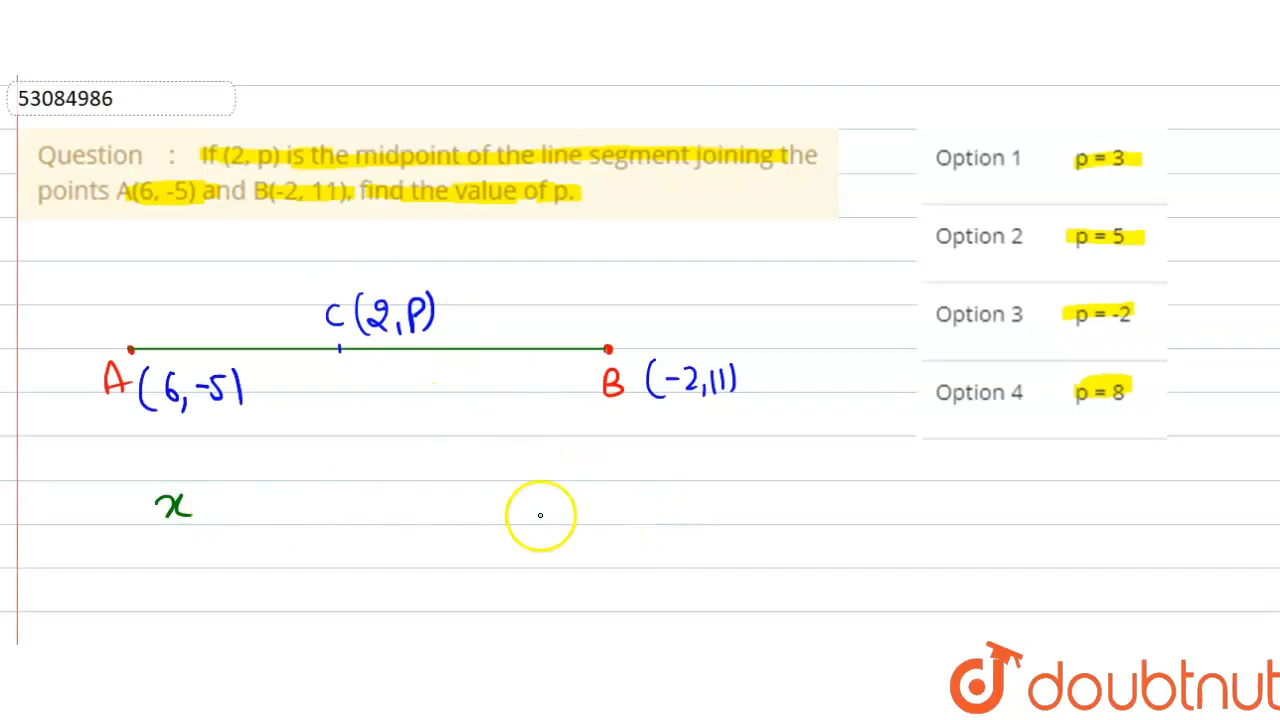 53084986
Question : If (2, p) is the midpoint of the line segment joining the
points A(6, -5) and B(-2, 11), find the value of p.
Option 1 p = 3
Option 2 p = 5
Option 3 p = -2
Option 4 p = 8
C (2, P)
A (6, -5)
B (-2, 11)
x
doubtnut